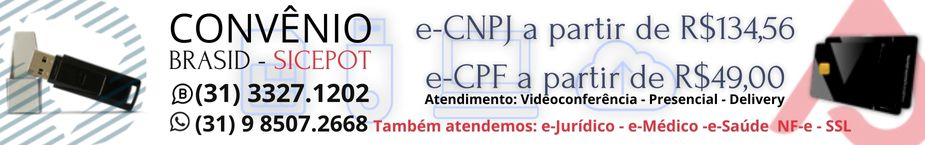 CONVÊNIO
BRASID - SICEPOT
(31) 3327.1202
(31) 9 8507.2668
e-CNPJ a partir de R$134,56
e-CPF a partir de R$49,00
Atendimento: Vídeoconferência - Presencial - Delivery
Também atendemos: e-Jurídico - e-Médico -e-Saúde NF-e - SSL